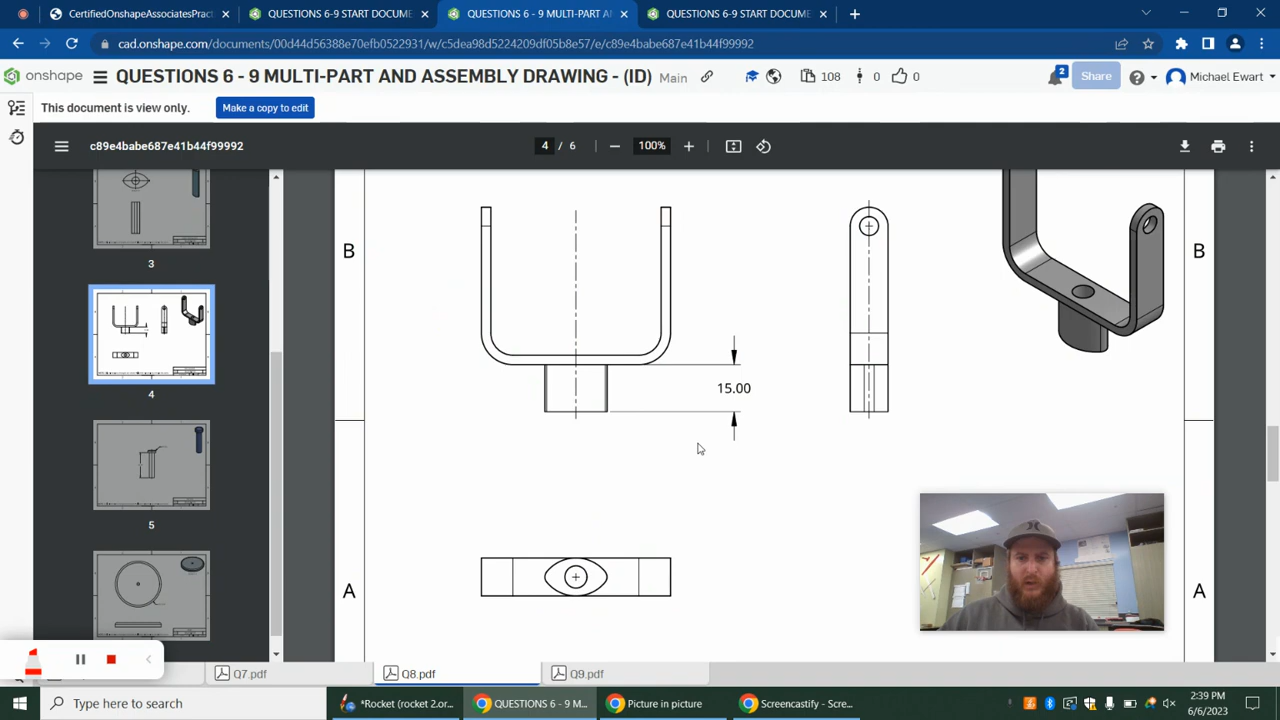 CertifiedOnshapeAssociatesPract
QUESTIONS 6-9 START DOCUME
QUESTIONS 6 - 9 MULTI-PART A
QUESTIONS 6-9 START DOCUME
cad.onshape.com/documents/00d44d56388e70efb0522931/w/c5dea98d5224209df05b8e57/e/c89e4babe687e41b44f99992
onshape
QUESTIONS 6 - 9 MULTI-PART AND ASSEMBLY DRAWING - (ID)
Main
108
0
0
2
Share
Michael Ewart
This document is view only.
Make a copy to edit
c89e4babe687e41b44f99992
4 / 6
100%
3
4
5
B
B
15.00
A
A
Q7.pdf
Q8.pdf
Q9.pdf
Type here to search
*Rocket (rocket 2.or...
QUESTIONS 6 - 9 M...
Picture in picture
Screencastify - Scre...
2:39 PM
6/6/2023